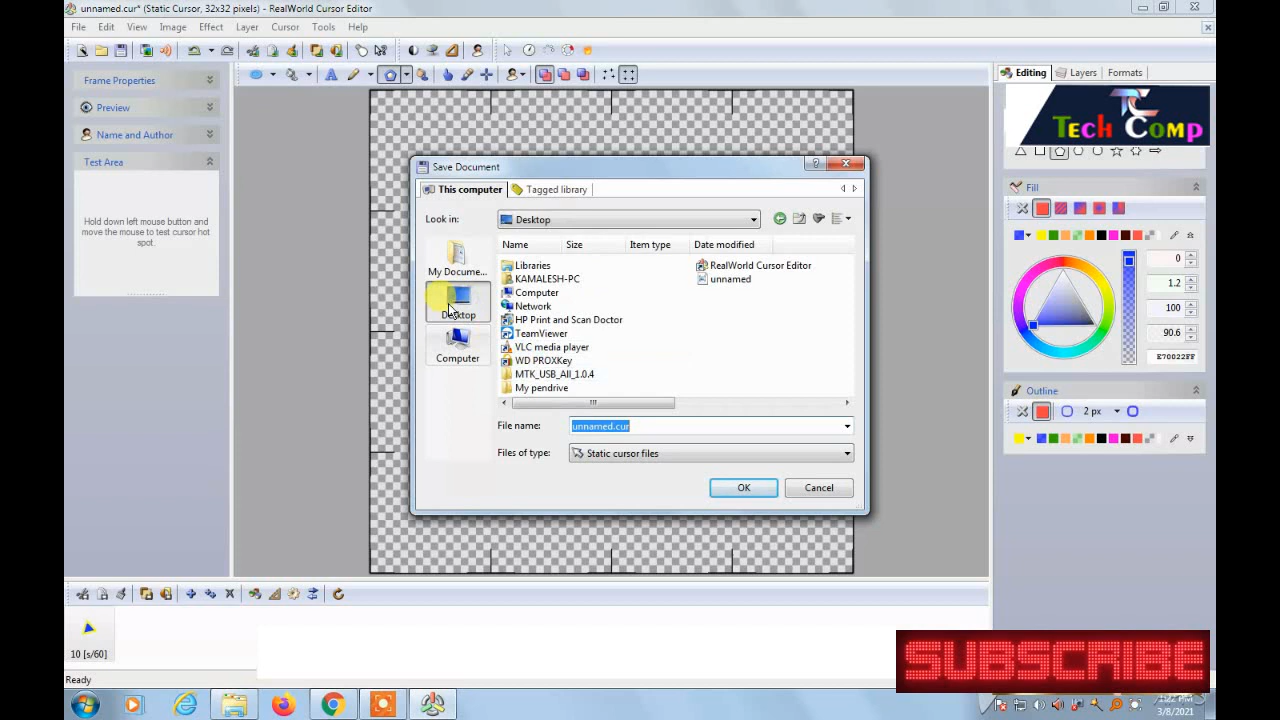 unnamed.cur* (Static Cursor, 32x32 pixels) - RealWorld Cursor Editor
File Edit View Image Effect Layer Cursor Tools Help
Frame Properties
Preview
Name and Author
Test Area
Hold down left mouse button and
move the mouse to test cursor hot
spot.
Save Document
This computer Tagged library
Look in: Desktop
Name Size Item type Date modified
Libraries
KAMALESH-PC
Computer
Network
HP Print and Scan Doctor
TeamViewer
VLC media player
WD PROXKey
MTK_USB_All_1.0.4
My pendrive
RealWorld Cursor Editor
unnamed
My Docume...
Desktop
Computer
File name: unnamed.cur
Files of type: Static cursor files
OK Cancel
Editing Layers Formats
TC
Tech Comp
Fill
0
1.2
100
90.6
E70022FF
Outline
2 px
10 [s/60]
Ready
SUBSCRIBE
3/8/2021